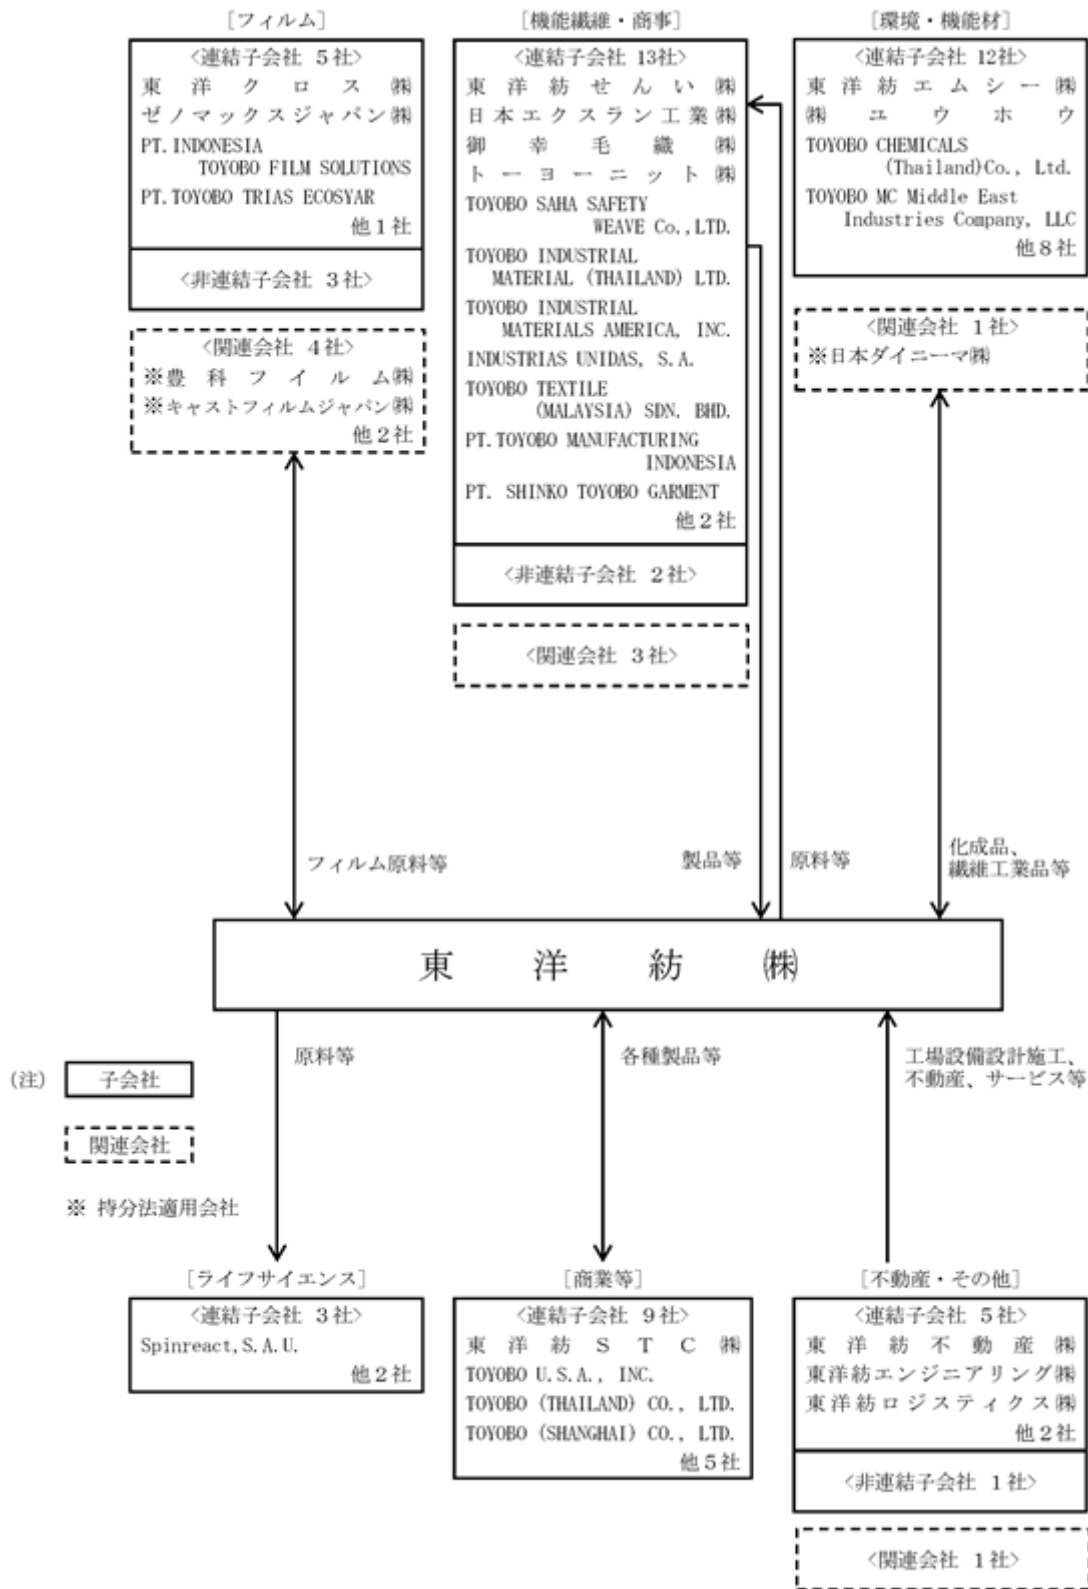 [フィルム]
<連結子会社 5社>
東洋クロス㈱
ゼノマックスジャパン㈱
PT.INDONESIA
TOYOBO FILM SOLUTIONS
PT.TOYOBO TRIAS ECOSYAR
他1社
<非連結子会社 3社>
<関連会社 4社>
※豊科フイルム㈱
※キャストフィルムジャパン㈱
他2社
[機能繊維・商事]
<連結子会社 13社>
東洋紡せんい㈱
日本エクスラン工業㈱
御幸毛織㈱
トーヨーニット㈱
TOYOBO SAHA SAFETY
WEAVE Co.,LTD.
TOYOBO INDUSTRIAL
MATERIAL (THAILAND) LTD.
TOYOBO INDUSTRIAL
MATERIALS AMERICA, INC.
INDUSTRIAS UNIDAS, S.A.
TOYOBO TEXTILE
(MALAYSIA) SDN. BHD.
PT.TOYOBO MANUFACTURING
INDONESIA
PT. SHINKO TOYOBO GARMENT
他2社
<非連結子会社 2社>
<関連会社 3社>
[環境・機能材]
<連結子会社 12社>
東洋紡エムシー㈱
㈱ユウホウ
TOYOBO CHEMICALS
(Thailand)Co., Ltd.
TOYOBO MC Middle East
Industries Company, LLC
他8社
<関連会社 1社>
※日本ダイニーマ㈱
フィルム原料等
製品等
原料等
化成品、
繊維工業品等
東洋紡㈱
原料等
各種製品等
工場設備設計施工、
不動産、サービス等
(注)
子会社
関連会社
※ 持分法適用会社
[ライフサイエンス]
<連結子会社 3社>
Spinreact,S.A.U.
他2社
[商業等]
<連結子会社 9社>
東洋紡STC㈱
TOYOBO U.S.A., INC.
TOYOBO (THAILAND) CO., LTD.
TOYOBO (SHANGHAI) CO., LTD.
他5社
[不動産・その他]
<連結子会社 5社>
東洋紡不動産㈱
東洋紡エンジニアリング㈱
東洋紡ロジスティクス㈱
他2社
<非連結子会社 1社>
<関連会社 1社>